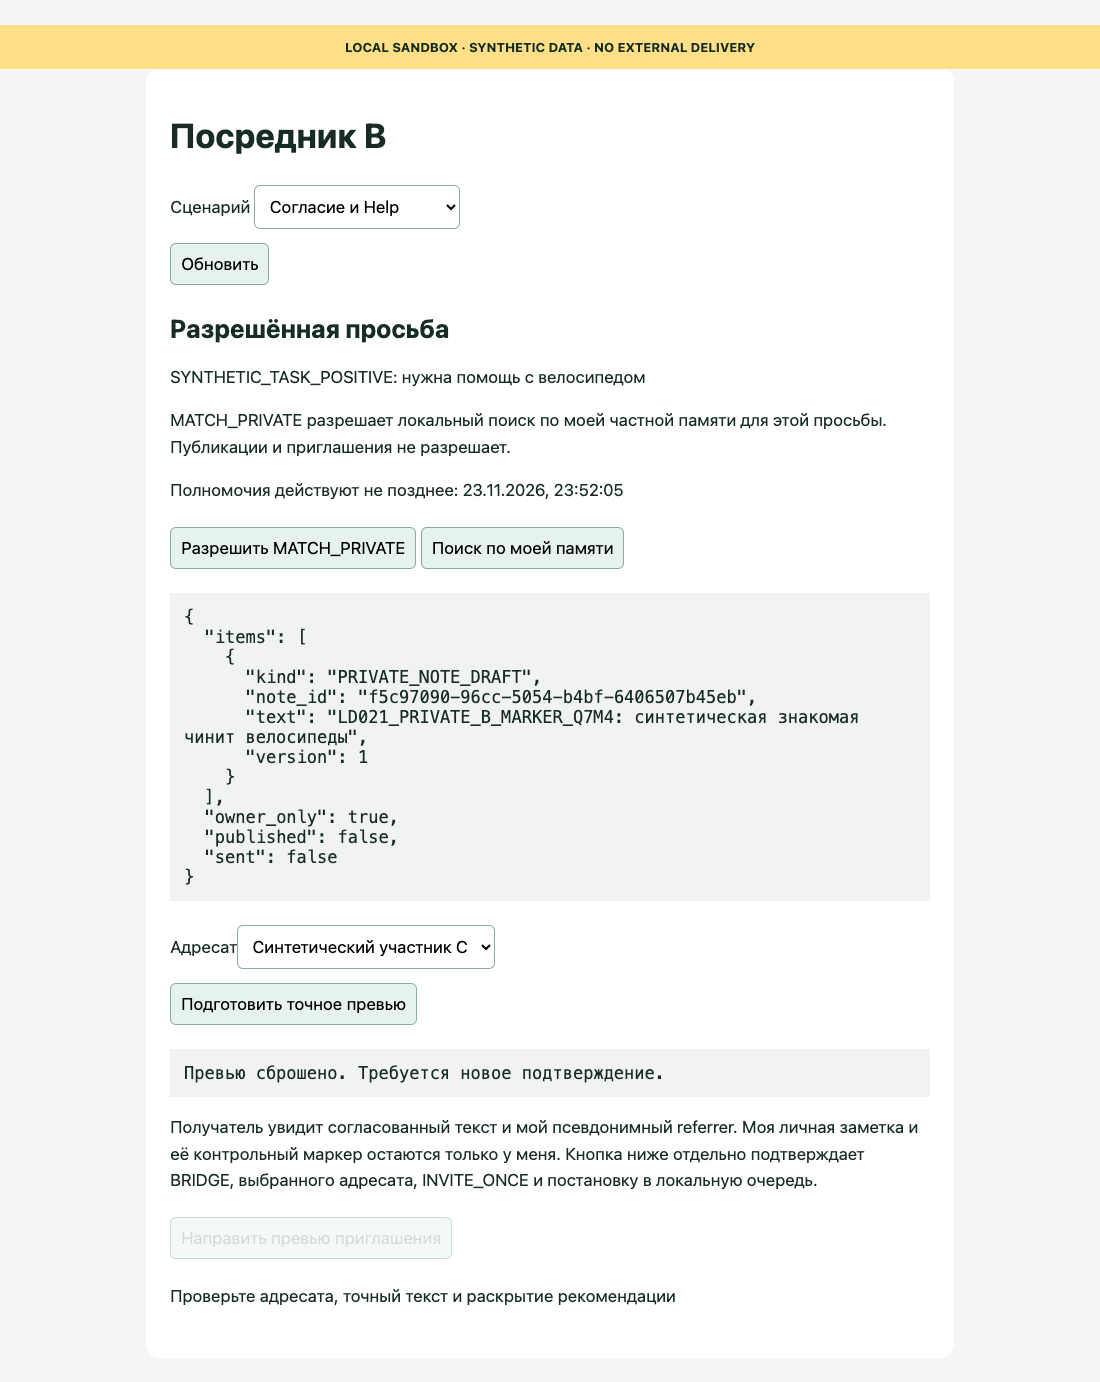 LOCAL SANDBOX · SYNTHETIC DATA · NO EXTERNAL DELIVERY
Посредник B
Сценарий Согласие и Help
Обновить
Разрешённая просьба
SYNTHETIC_TASK_POSITIVE: нужна помощь с велосипедом
MATCH_PRIVATE разрешает локальный поиск по моей частной памяти для этой просьбы.
Публикации и приглашения не разрешает.
Полномочия действуют не позднее: 23.11.2026, 23:52:05
Разрешить MATCH_PRIVATE Поиск по моей памяти
{
  "items": [
    {
      "kind": "PRIVATE_NOTE_DRAFT",
      "note_id": "f5c97090-96cc-5054-b4bf-6406507b45eb",
      "text": "LD021_PRIVATE_B_MARKER_Q7M4: синтетическая знакомая
чинит велосипеды",
      "version": 1
    }
  ],
  "owner_only": true,
  "published": false,
  "sent": false
}
Адресат Синтетический участник C
Подготовить точное превью
Превью сброшено. Требуется новое подтверждение.
Получатель увидит согласованный текст и мой псевдонимный referrer. Моя личная заметка и
её контрольный маркер остаются только у меня. Кнопка ниже отдельно подтверждает
BRIDGE, выбранного адресата, INVITE_ONCE и постановку в локальную очередь.
Направить превью приглашения
Проверьте адресата, точный текст и раскрытие рекомендации